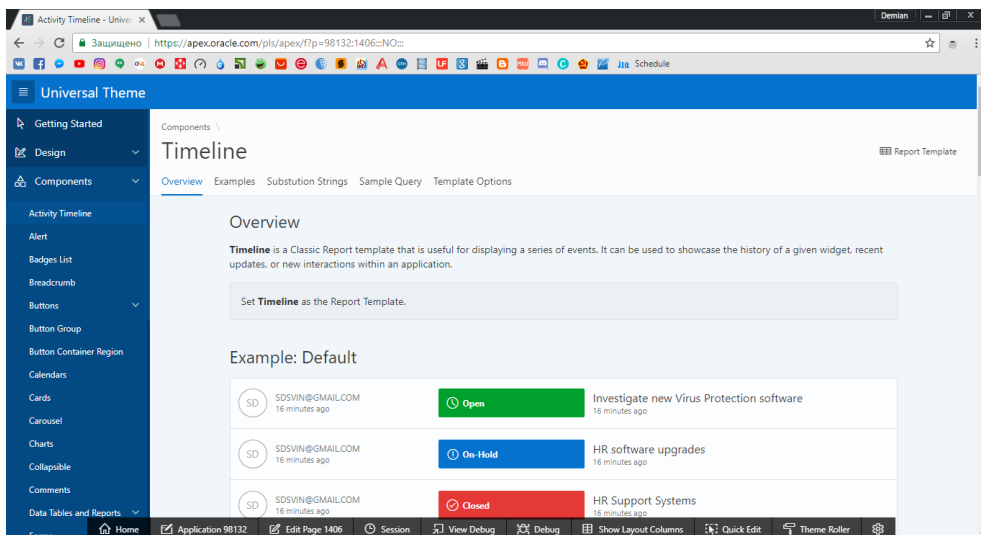 Activity Timeline - Univer
Demian
Защищено
https://apex.oracle.com/pls/apex/f?p=98132:1406:::NO:::
Schedule
Universal Theme
Getting Started
Design
Components
Activity Timeline
Alert
Badges List
Breadcrumb
Buttons
Button Group
Button Container Region
Calendars
Cards
Carousel
Charts
Collapsible
Comments
Data Tables and Reports
Components \
Timeline
Report Template
Overview Examples Substution Strings Sample Query Template Options
Overview
Timeline is a Classic Report template that is useful for displaying a series of events. It can be used to showcase the history of a given widget, recent
updates, or new interactions within an application.
Set Timeline as the Report Template.
Example: Default
SD
SDSVIN@GMAIL.COM
16 minutes ago
Open
Investigate new Virus Protection software
16 minutes ago
SD
SDSVIN@GMAIL.COM
16 minutes ago
On-Hold
HR software upgrades
16 minutes ago
SD
SDSVIN@GMAIL.COM
16 minutes ago
Closed
HR Support Systems
16 minutes ago
Home Application 98132 Edit Page 1406 Session View Debug Debug Show Layout Columns Quick Edit Theme Roller